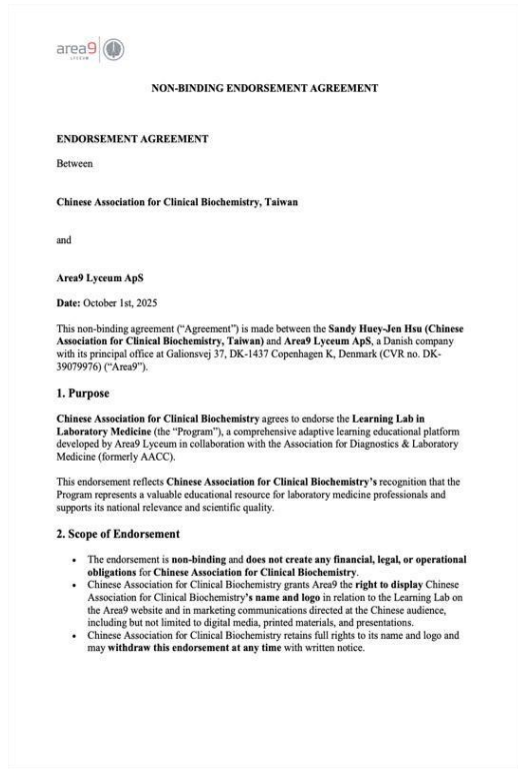 area9
LYCEUM
NON-BINDING ENDORSEMENT AGREEMENT
ENDORSEMENT AGREEMENT
Between
Chinese Association for Clinical Biochemistry, Taiwan
and
Area9 Lyceum ApS
Date: October 1st, 2025
This non-binding agreement (“Agreement”) is made between the Sandy Huey-Jen Hsu (Chinese
Association for Clinical Biochemistry, Taiwan) and Area9 Lyceum ApS, a Danish company
with its principal office at Galionsvej 37, DK-1437 Copenhagen K, Denmark (CVR no. DK-
39079976) (“Area9”).
1. Purpose
Chinese Association for Clinical Biochemistry agrees to endorse the Learning Lab in
Laboratory Medicine (the “Program”), a comprehensive adaptive learning educational platform
developed by Area9 Lyceum in collaboration with the Association for Diagnostics & Laboratory
Medicine (formerly AACC).
This endorsement reflects Chinese Association for Clinical Biochemistry’s recognition that the
Program represents a valuable educational resource for laboratory medicine professionals and
supports its national relevance and scientific quality.
2. Scope of Endorsement
• The endorsement is non-binding and does not create any financial, legal, or operational
obligations for Chinese Association for Clinical Biochemistry.
• Chinese Association for Clinical Biochemistry grants Area9 the right to display Chinese
Association for Clinical Biochemistry’s name and logo in relation to the Learning Lab on
the Area9 website and in marketing communications directed at the Chinese audience,
including but not limited to digital media, printed materials, and presentations.
• Chinese Association for Clinical Biochemistry retains full rights to its name and logo and
may withdraw this endorsement at any time with written notice.